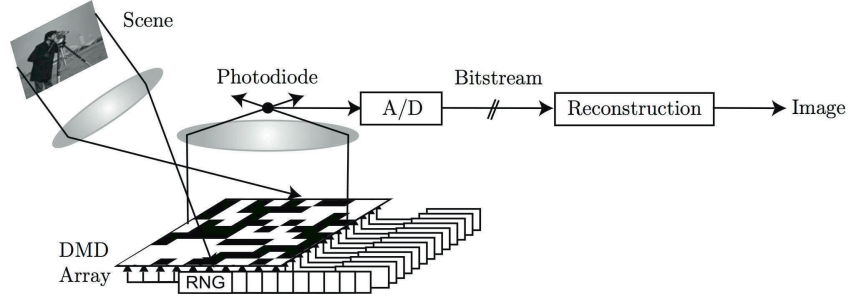 Scene
Photodiode
Bitstream
A/D
Reconstruction
Image
DMD
Array
RNG